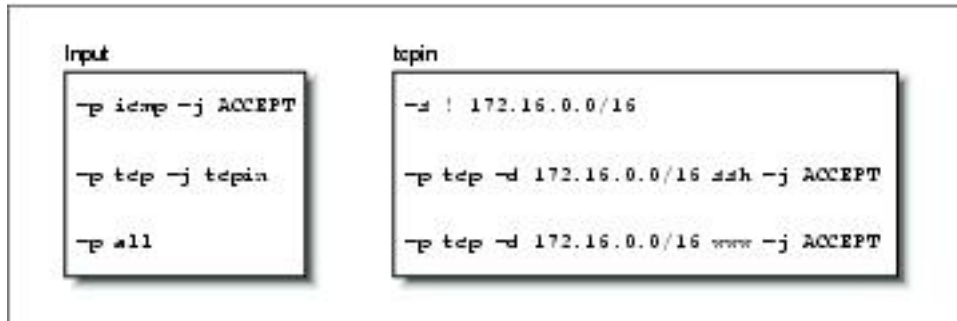 Input
-p icmp -j ACCEPT
-p tcp -j tcpin
-p all
tcpin
-s ! 172.16.0.0/16
-p tcp -d 172.16.0.0/16 ssh -j ACCEPT
-p tcp -d 172.16.0.0/16 www -j ACCEPT